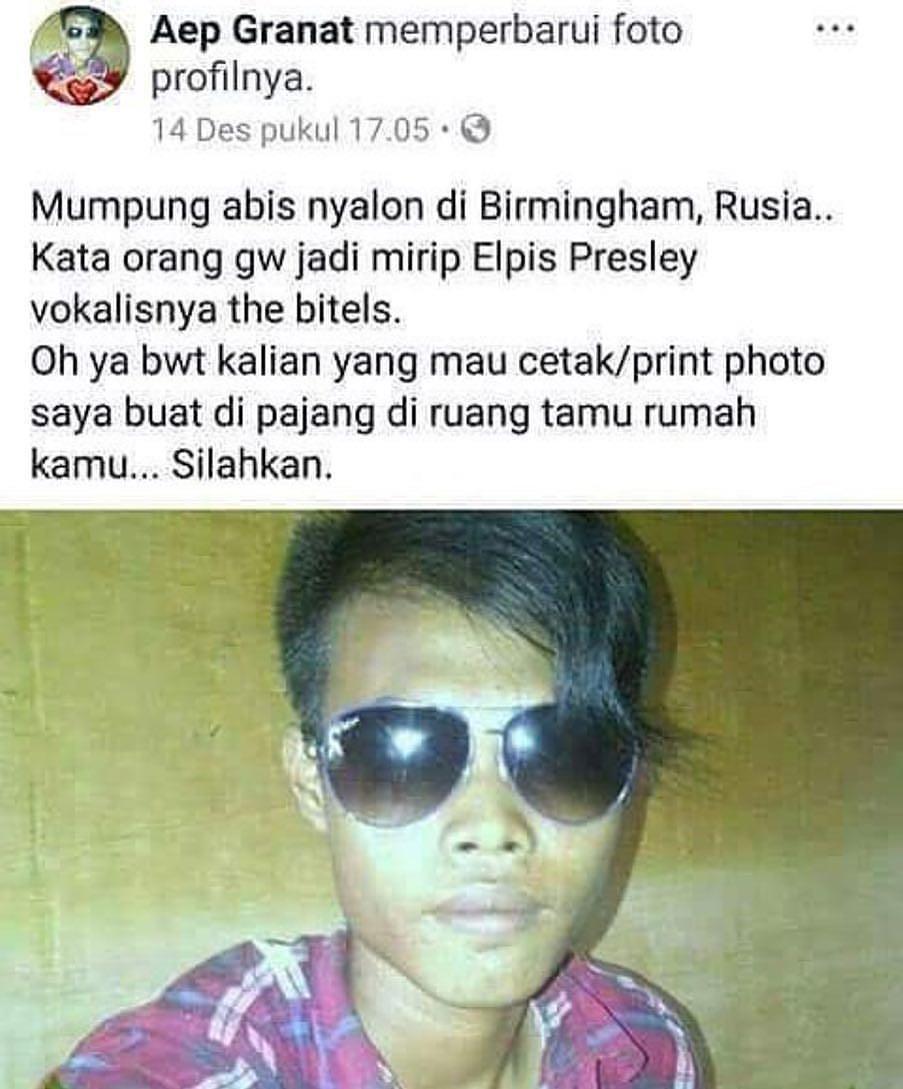 Aep Granat memperbarui foto
profilnya.
14 Des pukul 17.05 •
Mumpung abis nyalon di Birmingham, Rusia..
Kata orang gw jadi mirip Elpis Presley
vokalisnya the bitels.
Oh ya bwt kalian yang mau cetak/print photo
saya buat di pajang di ruang tamu rumah
kamu... Silahkan.